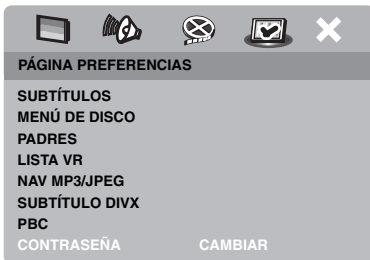 PÁGINA PREFERENCIAS
SUBTÍTULOS
MENÚ DE DISCO
PADRES
LISTA VR
NAV MP3/JPEG
SUBTÍTULO DIVX
PBC
CONTRASEÑA CAMBIAR